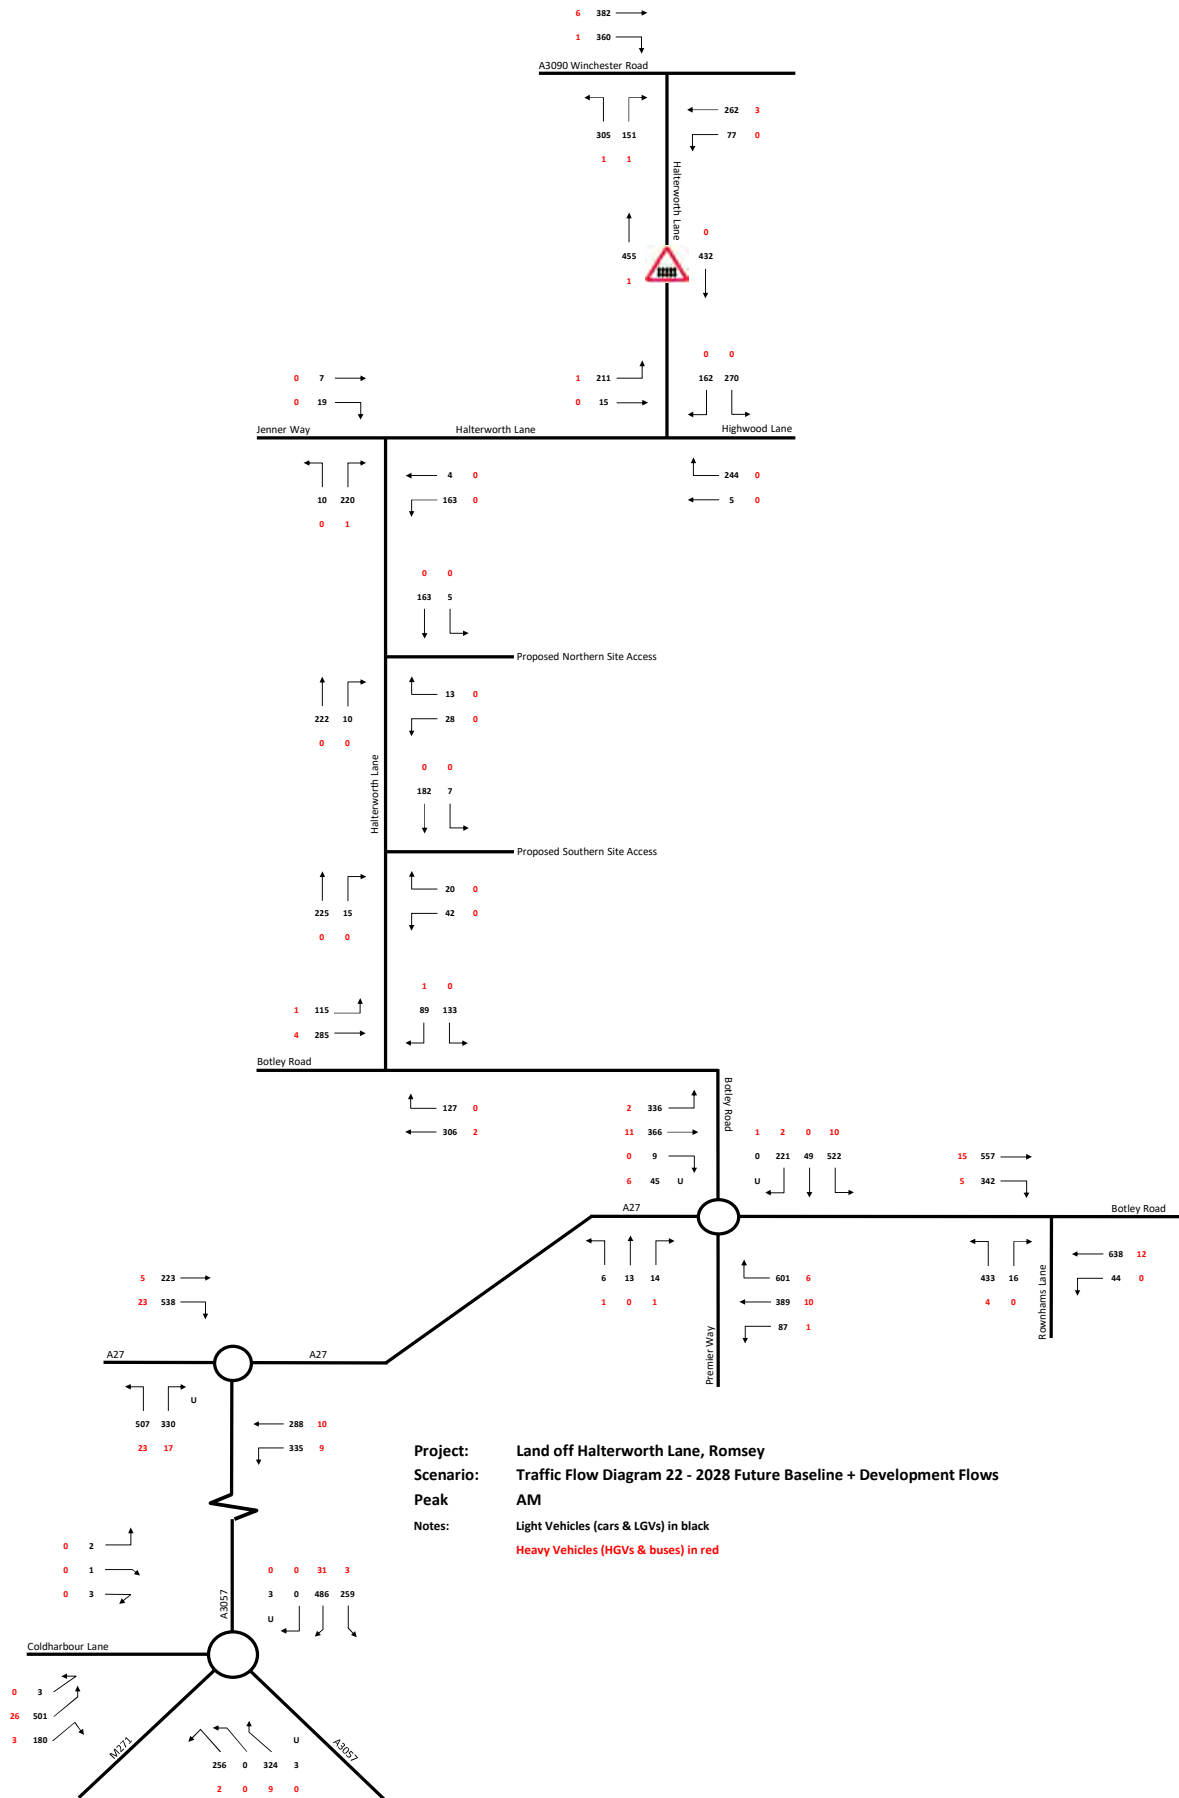 6 382
1 360
A3090 Winchester Road
262 3
305 151
77 0
1 1
Halterworth Lane
0
455 432
1
0 0
0 7
1 211
162 270
0 19
0 15
Jenner Way
Halterworth Lane
Highwood Lane
4 0
244 0
10 220
163 0
5 0
0 1
0 0
163 5
Proposed Northern Site Access
13 0
222 10
28 0
0 0
Halterworth Lane
0 0
182 7
Proposed Southern Site Access
20 0
225 15
42 0
0 0
1 0
1 115
89 133
4 285
Botley Road
Botley Road
127 0
2 336
306 2
11 366
1 2 0 10
0 9
0 221 49 522
15 557
6 45 U
U
5 342
A27
Botley Road
638 12
5 223
6 13 14
601 6
433 16
44 0
23 538
1 0 1
389 10
4 0
Rownhams Lane
87 1
Premier Way
A27
A27
U
507 330
288 10
23 17
335 9
Project: Land off Halterworth Lane, Romsey
Scenario: Traffic Flow Diagram 22 - 2028 Future Baseline + Development Flows
Peak AM
Notes: Light Vehicles (cars & LGVs) in black
Heavy Vehicles (HGVs & buses) in red
0 2
0 1
0 0 31 3
0 3
3 0 486 259
A3057
U
Coldharbour Lane
0 3
26 501
3 180
M271
U
A3057
256 0 324 3
2 0 9 0